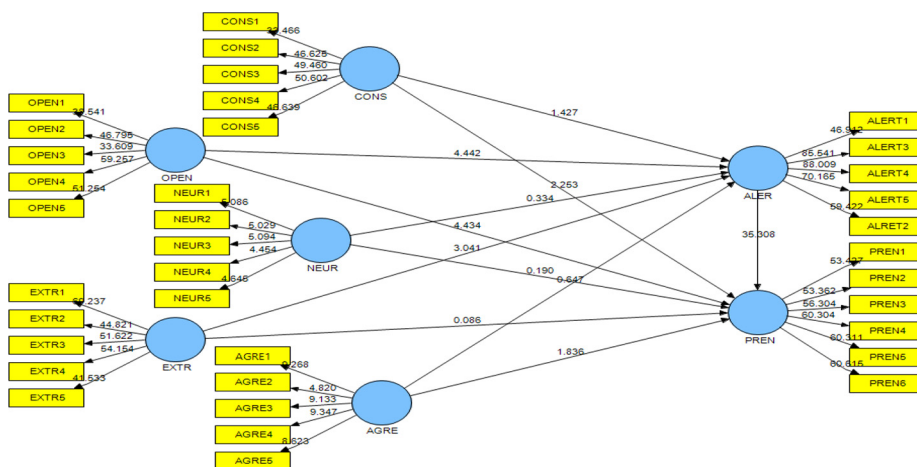 CONS1
CONS2
CONS3
CONS4
CONS5
46.626
49.460
50.602
48.639
CONS
OPEN1
OPEN2
OPEN3
OPEN4
OPEN5
46.795
33.609
59.257
51.254
OPEN
NEUR1
NEUR2
NEUR3
NEUR4
NEUR5
5.086
5.029
5.094
4.454
4.646
NEUR
EXTR1
EXTR2
EXTR3
EXTR4
EXTR5
44.821
51.622
54.154
41.533
EXTR
AGRE1
AGRE2
AGRE3
AGRE4
AGRE5
4.820
9.133
9.347
8.623
AGRE
1.427
4.442
2.253
0.334
4.434
3.041
0.190
0.647
0.086
1.836
35.308
ALERT1
ALERT3
ALERT4
ALERT5
ALRET2
46.912
85.541
88.009
70.165
59.422
ALER
PREN1
PREN2
PREN3
PREN4
PREN5
PREN6
53.362
56.304
60.304
60.311
60.615
PREN